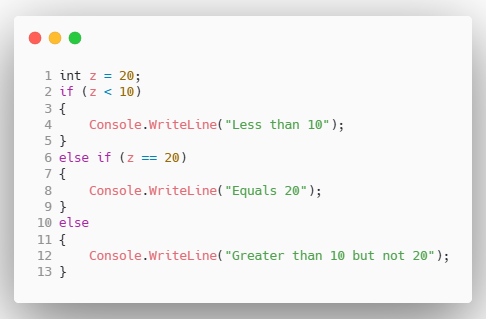 1 int z = 20;
2 if (z < 10)
3 {
4     Console.WriteLine("Less than 10");
5 }
6 else if (z == 20)
7 {
8     Console.WriteLine("Equals 20");
9 }
10 else
11 {
12     Console.WriteLine("Greater than 10 but not 20");
13 }